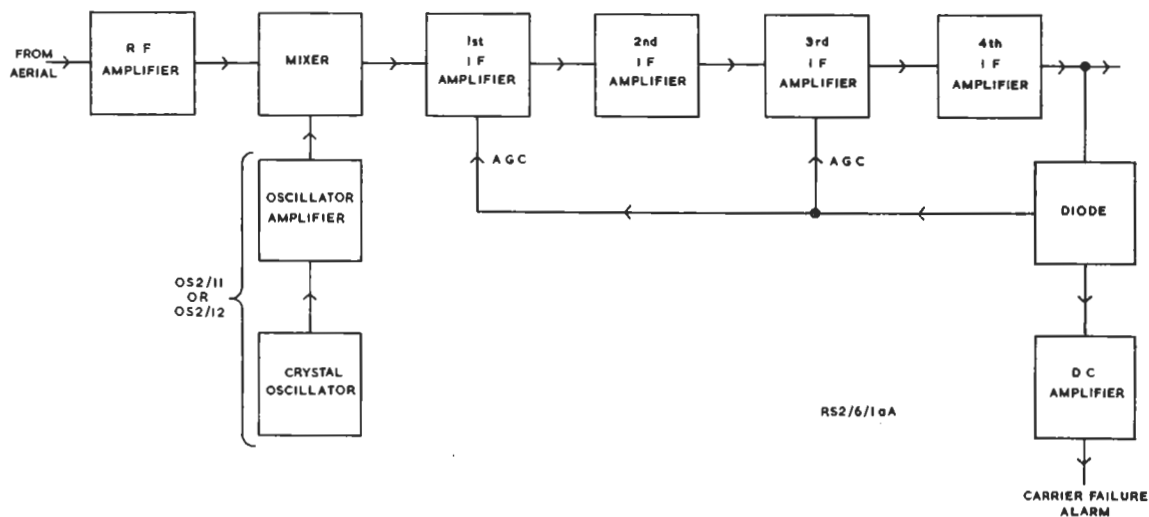 FROM
AERIAL
R F
AMPLIFIER
MIXER
1st
I F
AMPLIFIER
2nd
I F
AMPLIFIER
3rd
I F
AMPLIFIER
4th
I F
AMPLIFIER
AGC
AGC
OSCILLATOR
AMPLIFIER
DIODE
OS2/11
OR
OS2/12
CRYSTAL
OSCILLATOR
D C
AMPLIFIER
RS2/6/1aA
CARRIER FAILURE
ALARM